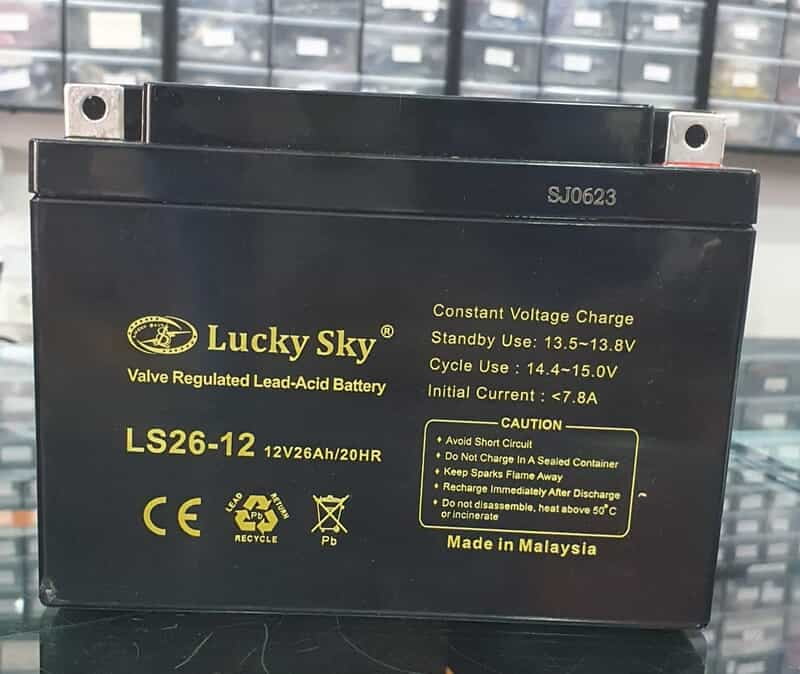 SJ0623
Lucky Sky®
Valve Regulated Lead-Acid Battery
LS26-12 12V26Ah/20HR
CE
LEAD RETURN
Pb
RECYCLE
Pb
Constant Voltage Charge
Standby Use: 13.5~13.8V
Cycle Use : 14.4~15.0V
Initial Current : <7.8A
CAUTION
♦ Avoid Short Circuit
♦ Do Not Charge In A Sealed Container
♦ Keep Sparks Flame Away
♦ Recharge Immediately After Discharge
♦ Do not disassemble, heat above 50°C
or incinerate
Made in Malaysia